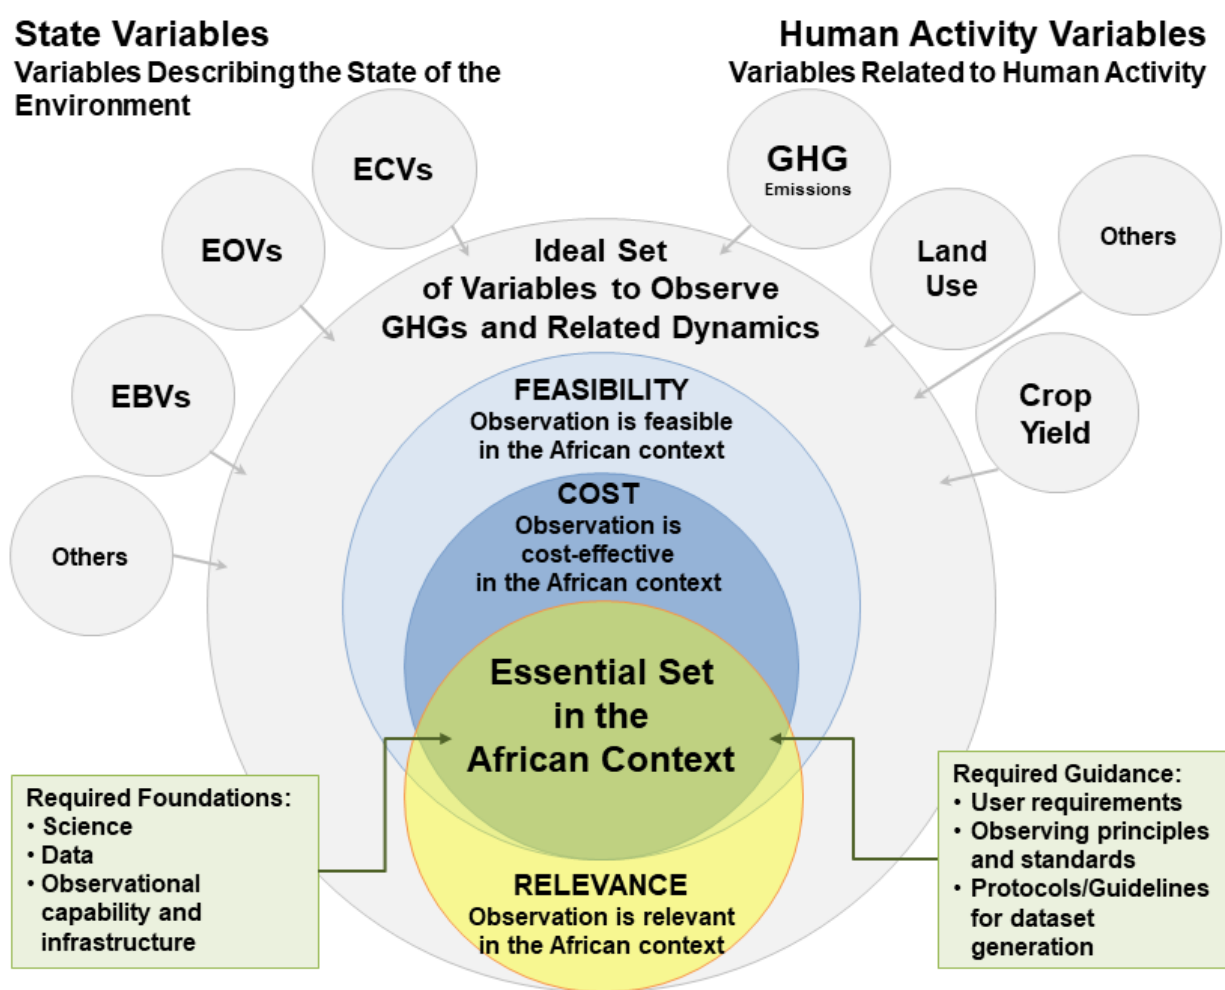 State Variables
Variables Describing the State of the
Environment
Human Activity Variables
Variables Related to Human Activity
ECVs
EOVs
EBVs
Others
GHG
Emissions
Land
Use
Others
Crop
Yield
Ideal Set
of Variables to Observe
GHGs and Related Dynamics
FEASIBILITY
Observation is feasible
in the African context
COST
Observation is
cost-effective
in the African context
Essential Set
in the
African Context
RELEVANCE
Observation is relevant
in the African context
Required Foundations:
• Science
• Data
• Observational
capability and
infrastructure
Required Guidance:
• User requirements
• Observing principles
and standards
• Protocols/Guidelines
for dataset
generation